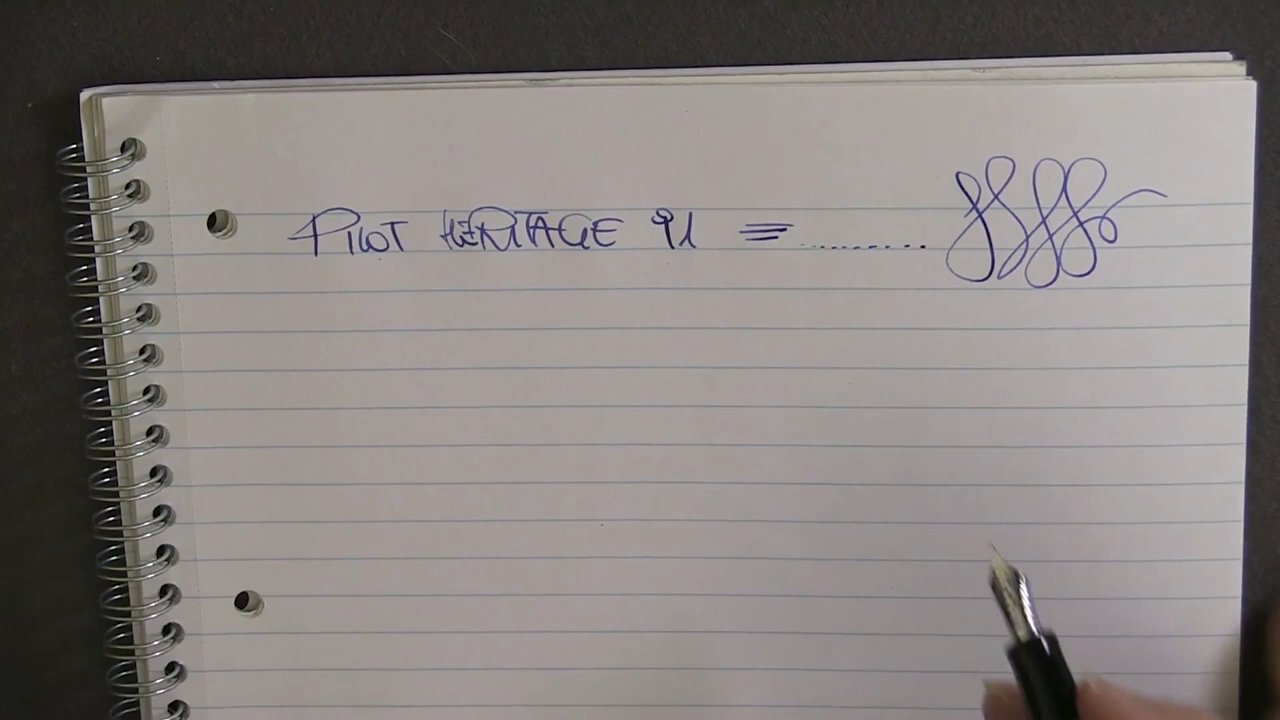 PILOT HERITAGE 91 = ..........